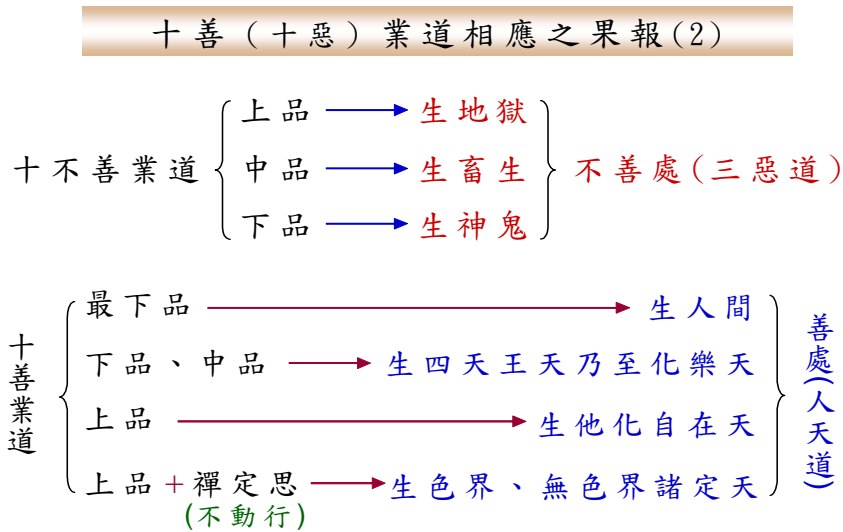 十善(十惡)業道相應之果報(2)
上品 生地獄
十不善業道 中品 生畜生 不善處(三惡道)
下品 生神鬼
十善業道
最下品 生人間
下品、中品 生四天王天乃至化樂天
上品 生他化自在天
上品+禪定思 生色界、無色界諸定天
(不動行)
善處(人天道)